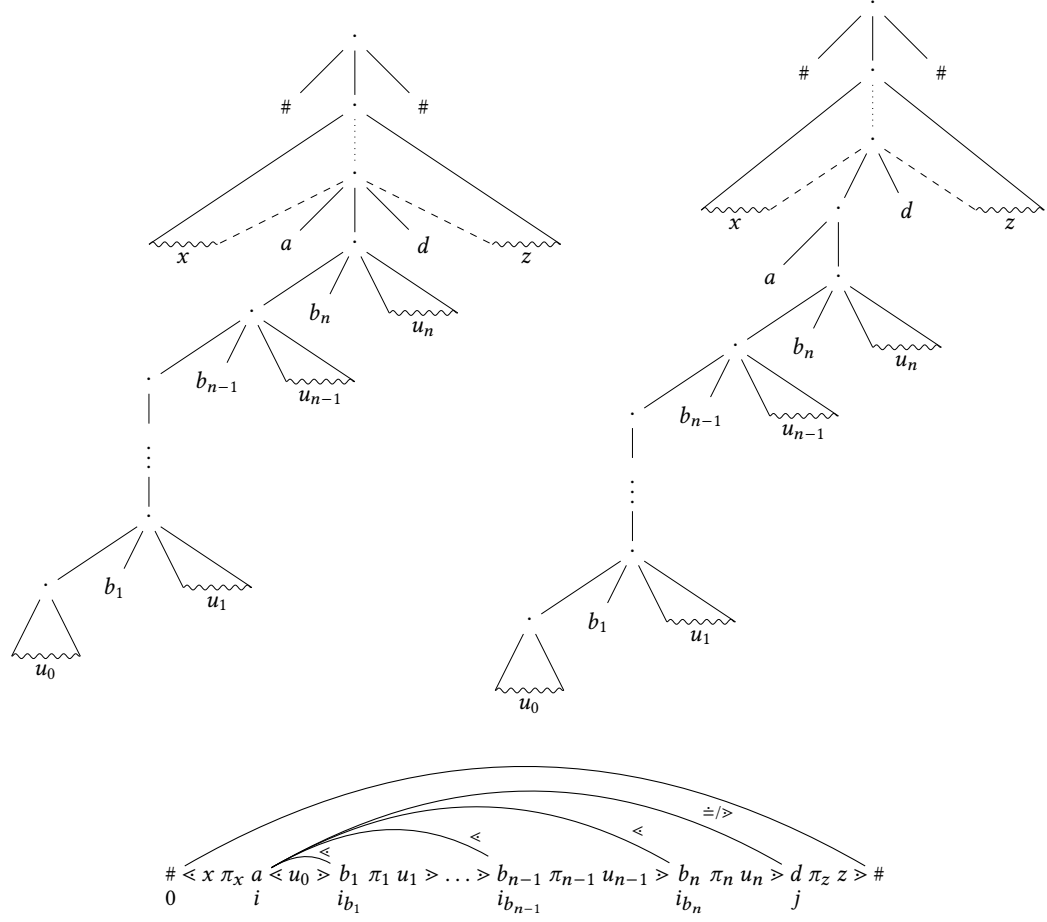 # #
# #
x a d z
x d z
a
b_n u_n
b_n u_n
b_{n−1} u_{n−1}
b_{n−1} u_{n−1}
b_1 u_1
b_1 u_1
u_0
u_0
≐/⋗
⋖ ⋖ ⋖
# ⋖ x π_x a ⋖ u_0 ⋗ b_1 π_1 u_1 ⋗ … ⋗ b_{n−1} π_{n−1} u_{n−1} ⋗ b_n π_n u_n ⋗ d π_z z ⋗ #
0 i i_{b_1} i_{b_{n−1}} i_{b_n} j